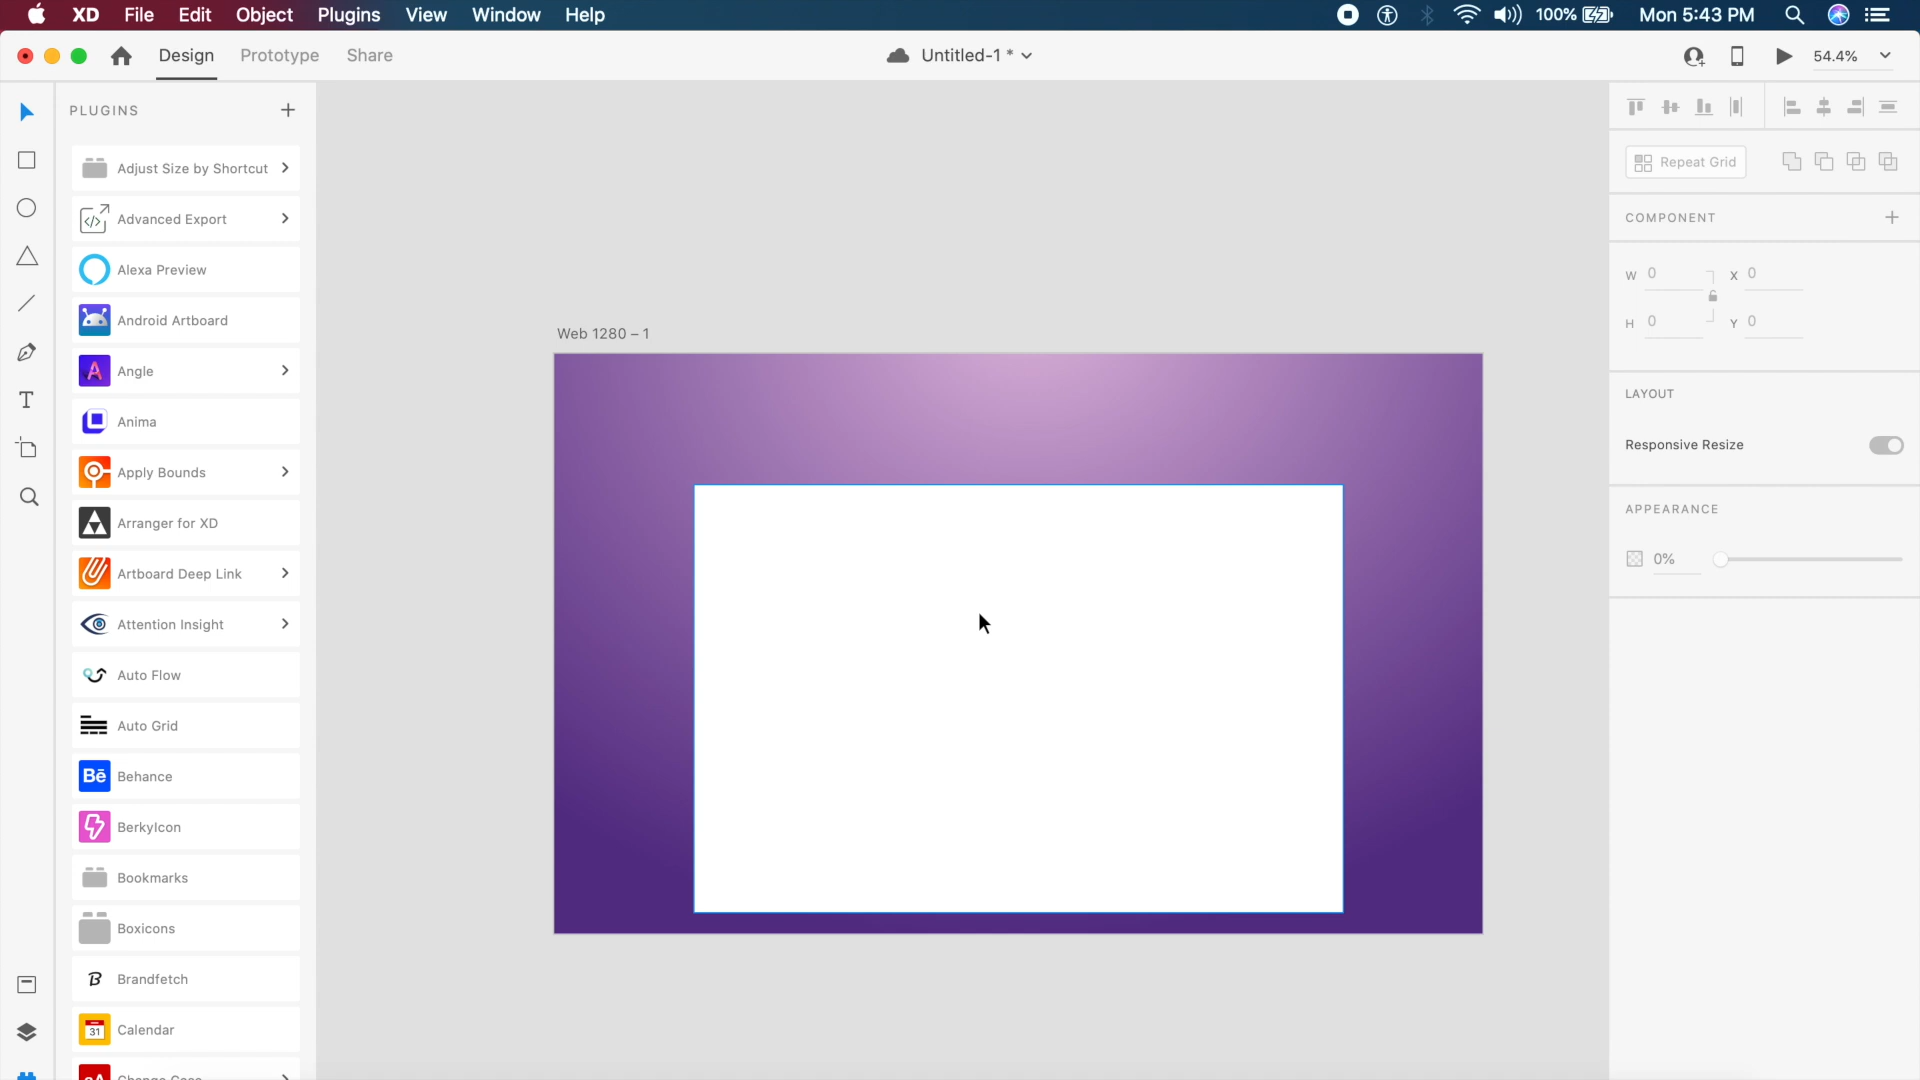 XD File Edit Object Plugins View Window Help 100% Mon 5:43 PM
Design Prototype Share Untitled-1 * 54.4%
PLUGINS
Adjust Size by Shortcut
Advanced Export
Alexa Preview
Android Artboard
Angle
Anima
Apply Bounds
Arranger for XD
Artboard Deep Link
Attention Insight
Auto Flow
Auto Grid
Bē Behance
BerkyIcon
Bookmarks
Boxicons
Brandfetch
31 Calendar
Web 1280 – 1
Repeat Grid
COMPONENT
W 0 X 0
H 0 Y 0
LAYOUT
Responsive Resize
APPEARANCE
0%